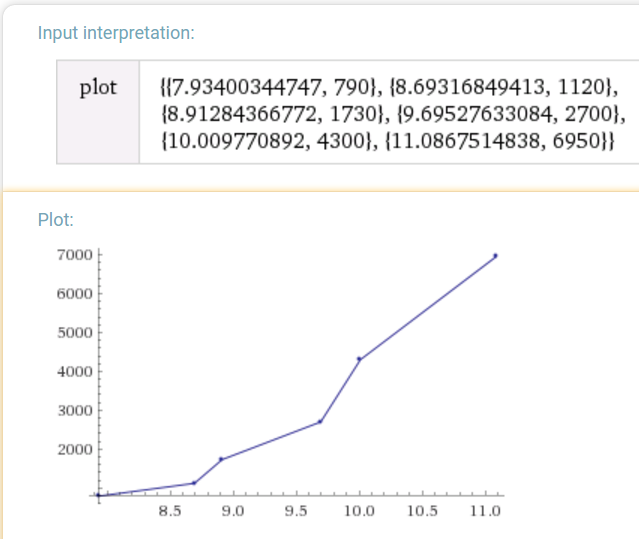 Input interpretation:
plot {{7.93400344747, 790}, {8.69316849413, 1120},
{8.91284366772, 1730}, {9.69527633084, 2700},
{10.009770892, 4300}, {11.0867514838, 6950}}
Plot:
7000
6000
5000
4000
3000
2000
8.5 9.0 9.5 10.0 10.5 11.0